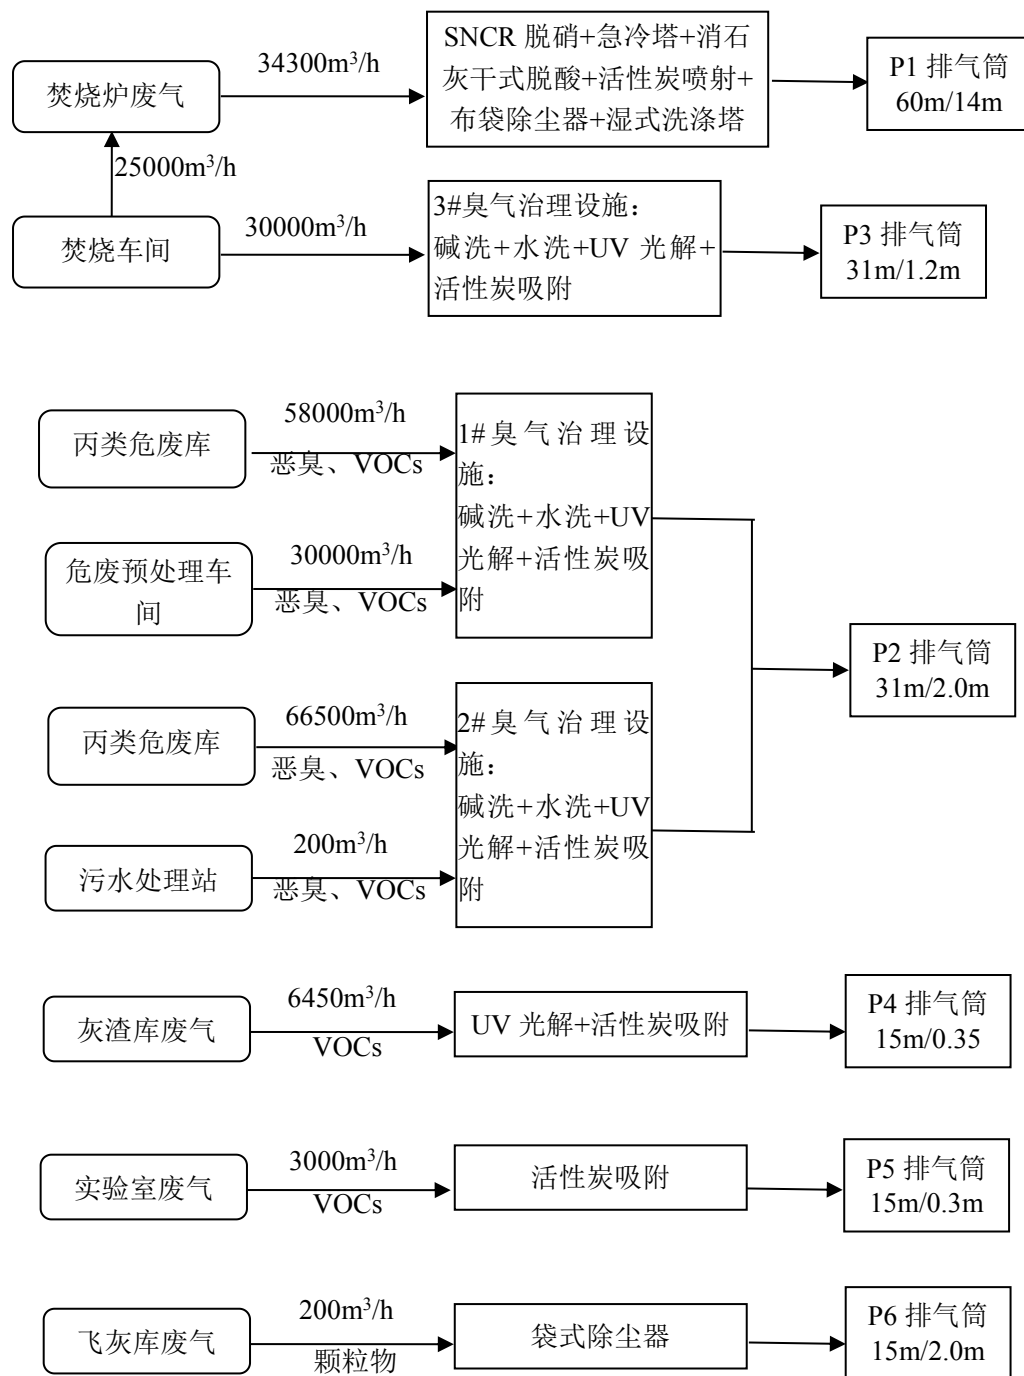 34300m³/h
焚烧炉废气
SNCR 脱硝+急冷塔+消石
灰干式脱酸+活性炭喷射+
布袋除尘器+湿式洗涤塔
P1 排气筒
60m/14m
25000m³/h
焚烧车间
30000m³/h
3#臭气治理设施：
碱洗+水洗+UV 光解+
活性炭吸附
P3 排气筒
31m/1.2m
丙类危废库
58000m³/h
恶臭、VOCs
1#臭气治理设
施：
碱洗+水洗+UV
光解+活性炭吸
附
危废预处理车
间
30000m³/h
恶臭、VOCs
P2 排气筒
31m/2.0m
丙类危废库
66500m³/h
恶臭、VOCs
2#臭气治理设
施：
碱洗+水洗+UV
光解+活性炭吸
附
污水处理站
200m³/h
恶臭、VOCs
灰渣库废气
6450m³/h
VOCs
UV 光解+活性炭吸附
P4 排气筒
15m/0.35
实验室废气
3000m³/h
VOCs
活性炭吸附
P5 排气筒
15m/0.3m
飞灰库废气
200m³/h
颗粒物
袋式除尘器
P6 排气筒
15m/2.0m